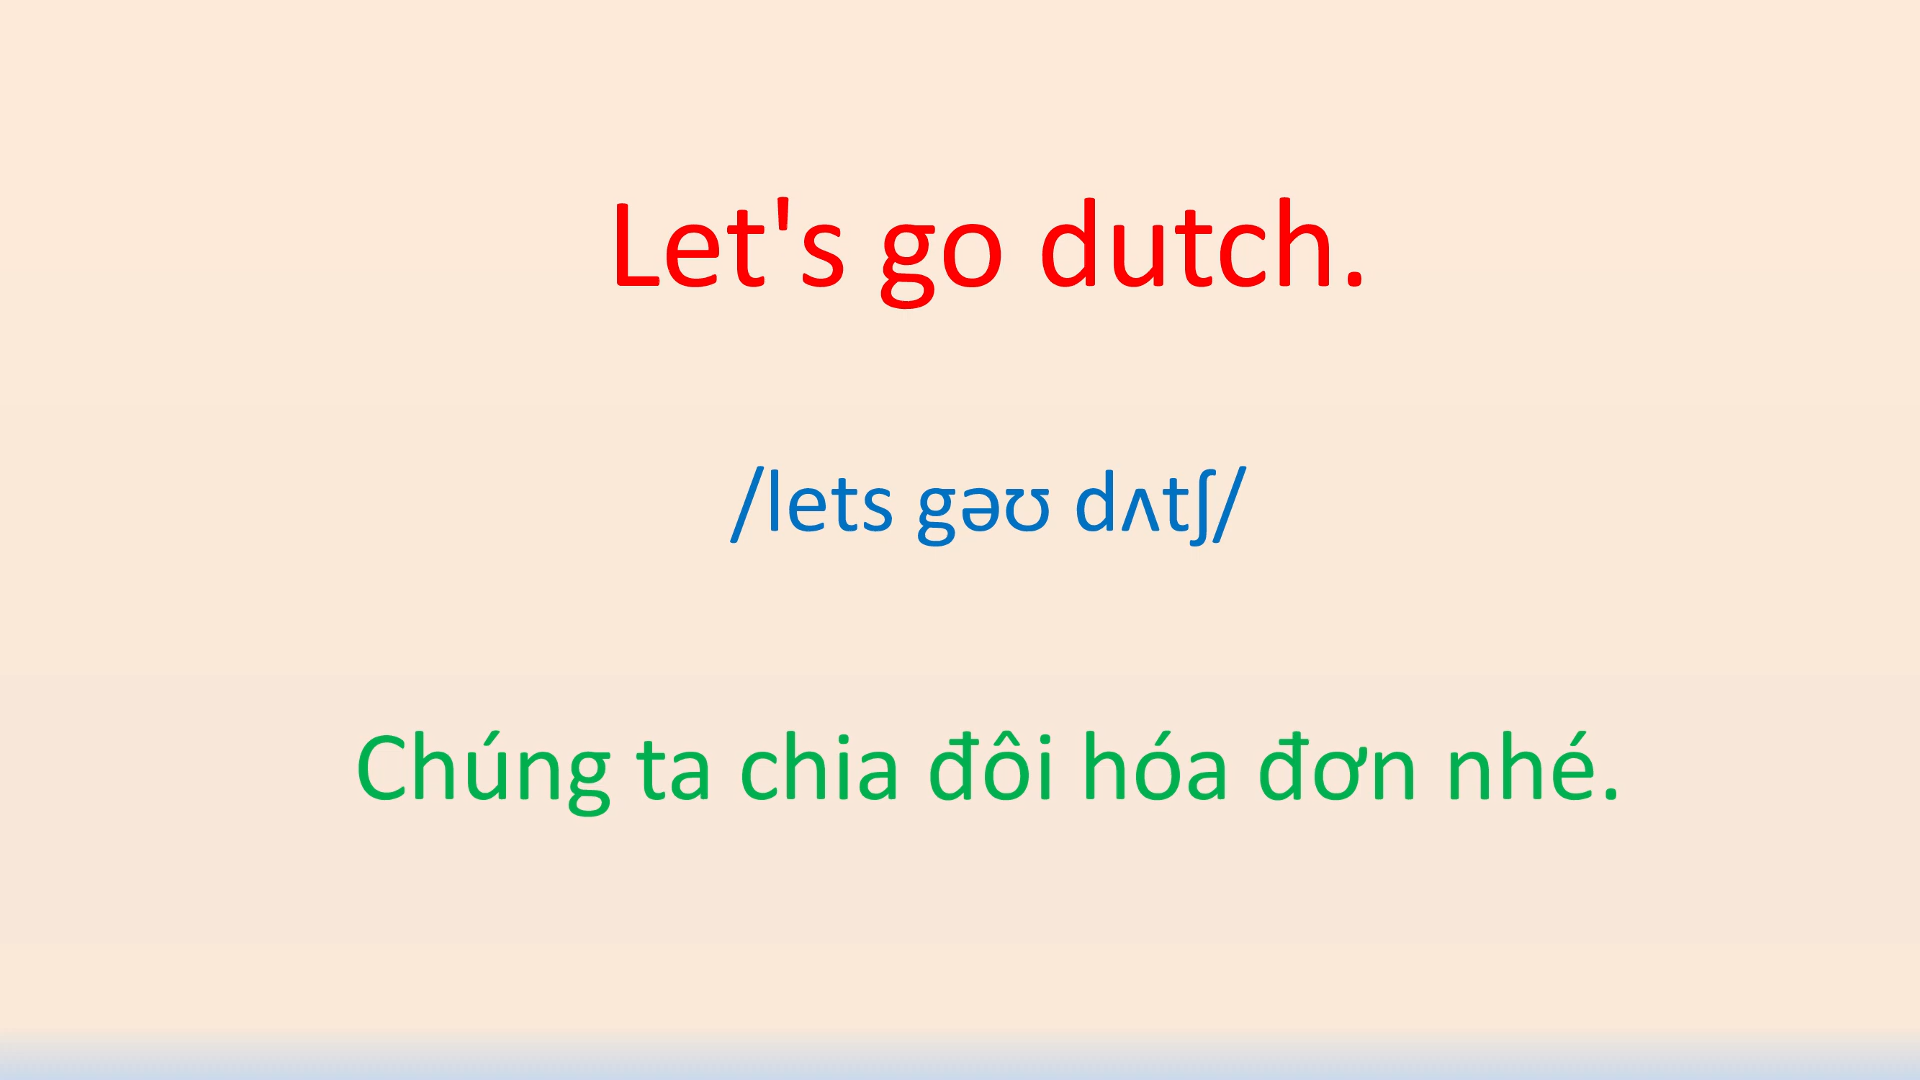 Let's go dutch.
/lets gəʊ dʌtʃ/
Chúng ta chia đôi hóa đơn nhé.